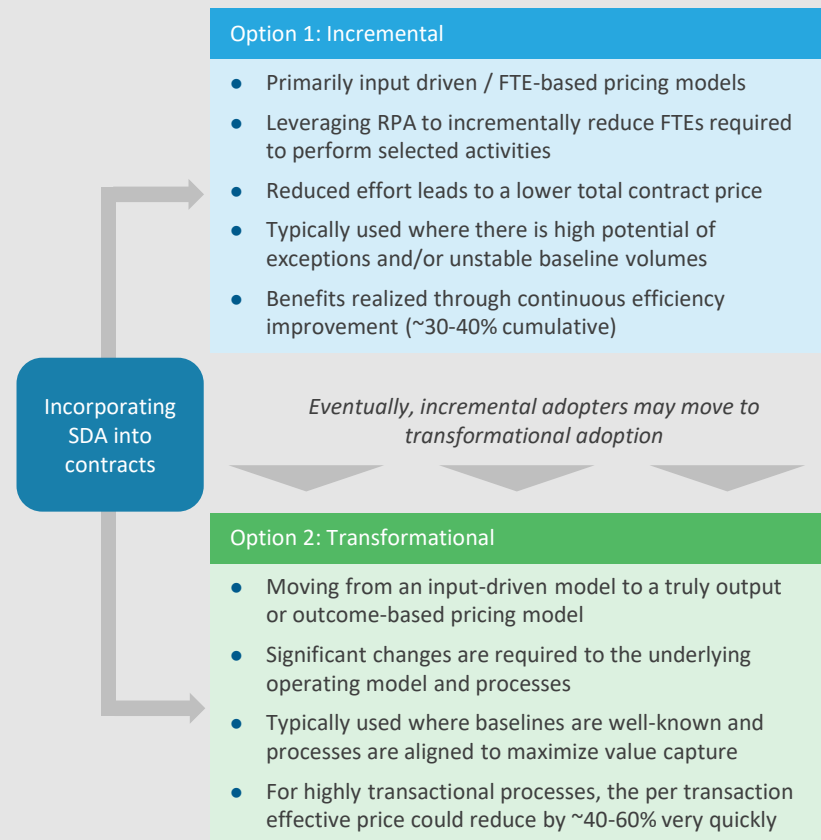 Option 1: Incremental
● Primarily input driven / FTE-based pricing models
● Leveraging RPA to incrementally reduce FTEs required
to perform selected activities
● Reduced effort leads to a lower total contract price
● Typically used where there is high potential of
exceptions and/or unstable baseline volumes
● Benefits realized through continuous efficiency
improvement (~30-40% cumulative)
Incorporating
SDA into
contracts
Eventually, incremental adopters may move to
transformational adoption
Option 2: Transformational
● Moving from an input-driven model to a truly output
or outcome-based pricing model
● Significant changes are required to the underlying
operating model and processes
● Typically used where baselines are well-known and
processes are aligned to maximize value capture
● For highly transactional processes, the per transaction
effective price could reduce by ~40-60% very quickly